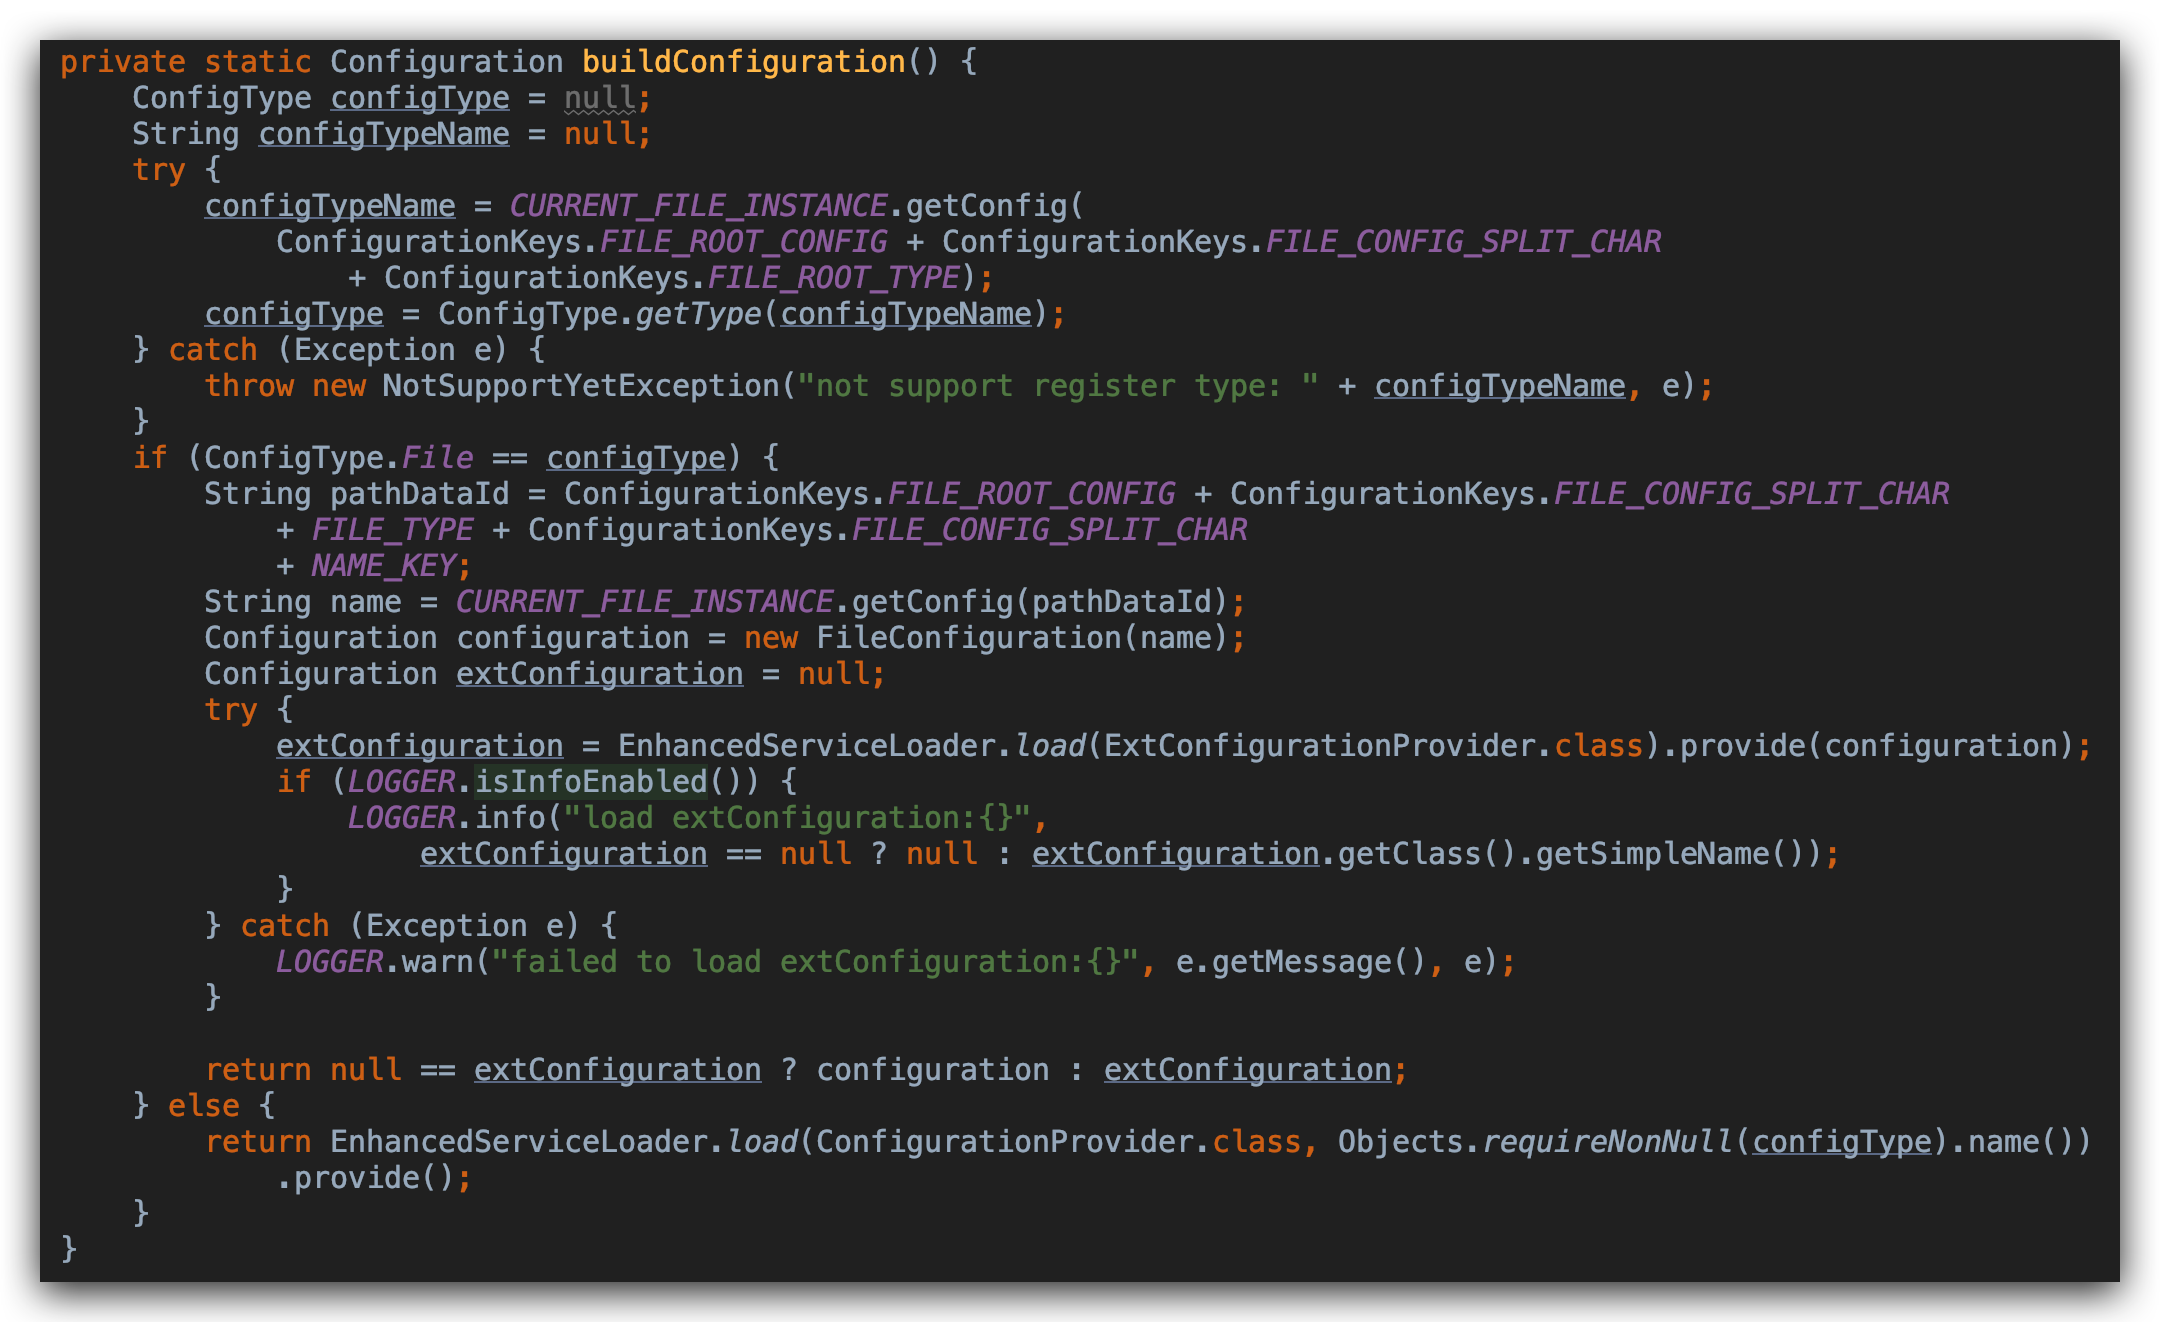 private static Configuration buildConfiguration() {
    ConfigType configType = null;
    String configTypeName = null;
    try {
        configTypeName = CURRENT_FILE_INSTANCE.getConfig(
            ConfigurationKeys.FILE_ROOT_CONFIG + ConfigurationKeys.FILE_CONFIG_SPLIT_CHAR
                + ConfigurationKeys.FILE_ROOT_TYPE);
        configType = ConfigType.getType(configTypeName);
    } catch (Exception e) {
        throw new NotSupportYetException("not support register type: " + configTypeName, e);
    }
    if (ConfigType.File == configType) {
        String pathDataId = ConfigurationKeys.FILE_ROOT_CONFIG + ConfigurationKeys.FILE_CONFIG_SPLIT_CHAR
            + FILE_TYPE + ConfigurationKeys.FILE_CONFIG_SPLIT_CHAR
            + NAME_KEY;
        String name = CURRENT_FILE_INSTANCE.getConfig(pathDataId);
        Configuration configuration = new FileConfiguration(name);
        Configuration extConfiguration = null;
        try {
            extConfiguration = EnhancedServiceLoader.load(ExtConfigurationProvider.class).provide(configuration);
            if (LOGGER.isInfoEnabled()) {
                LOGGER.info("load extConfiguration:{}",
                    extConfiguration == null ? null : extConfiguration.getClass().getSimpleName());
            }
        } catch (Exception e) {
            LOGGER.warn("failed to load extConfiguration:{}", e.getMessage(), e);
        }

        return null == extConfiguration ? configuration : extConfiguration;
    } else {
        return EnhancedServiceLoader.load(ConfigurationProvider.class, Objects.requireNonNull(configType).name())
            .provide();
    }
}